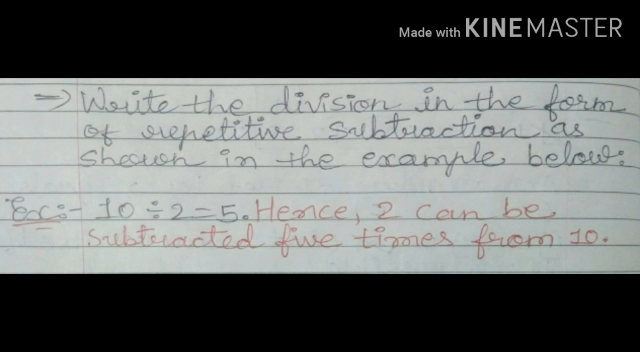 Made with KINEMASTER
=> Write the division in the form
of repetitive subtraction as
shown in the example below:
Ex:- 10 ÷ 2 = 5. Hence, 2 can be
subtracted five times from 10.